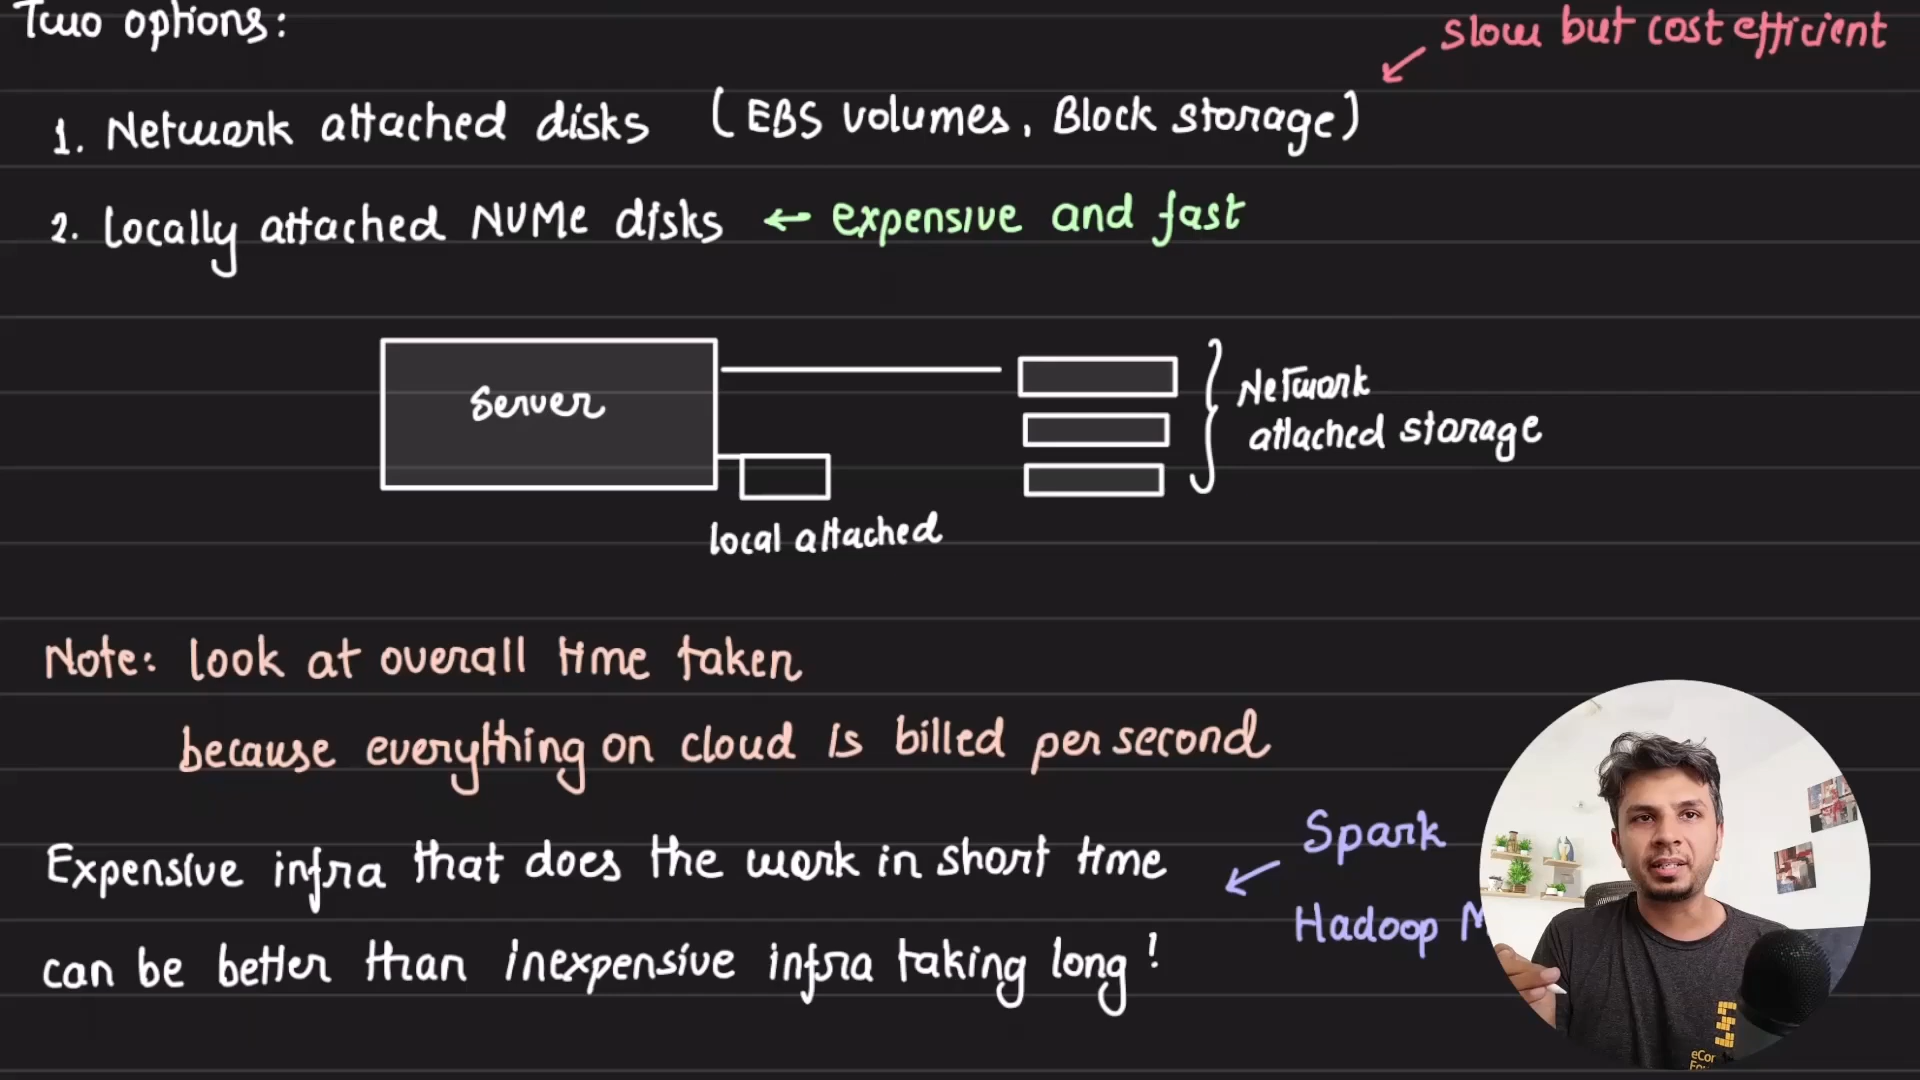 Two options:
slow but cost efficient
1. Network attached disks (EBS volumes, Block storage)
2. Locally attached NVMe disks ← expensive and fast
Server
Network
attached storage
local attached
Note: look at overall time taken
because everything on cloud is billed per second
Expensive infra that does the work in short time
can be better than inexpensive infra taking long!
Spark
Hadoop